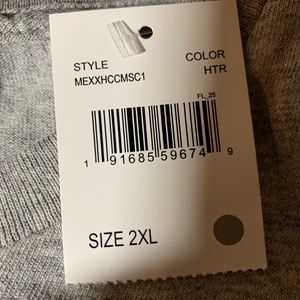 STYLE COLOR
MEXXHCCMSC1 HTR
FL_25
1 91685 59674 9
SIZE 2XL